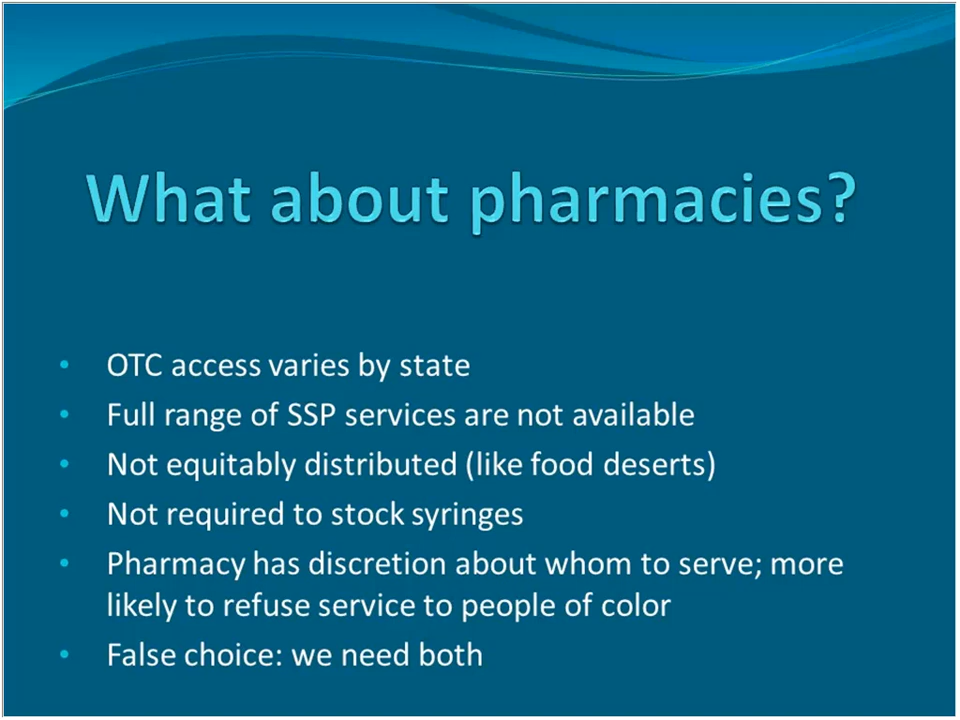 What about pharmacies?
• OTC access varies by state
• Full range of SSP services are not available
• Not equitably distributed (like food deserts)
• Not required to stock syringes
• Pharmacy has discretion about whom to serve; more
likely to refuse service to people of color
• False choice: we need both